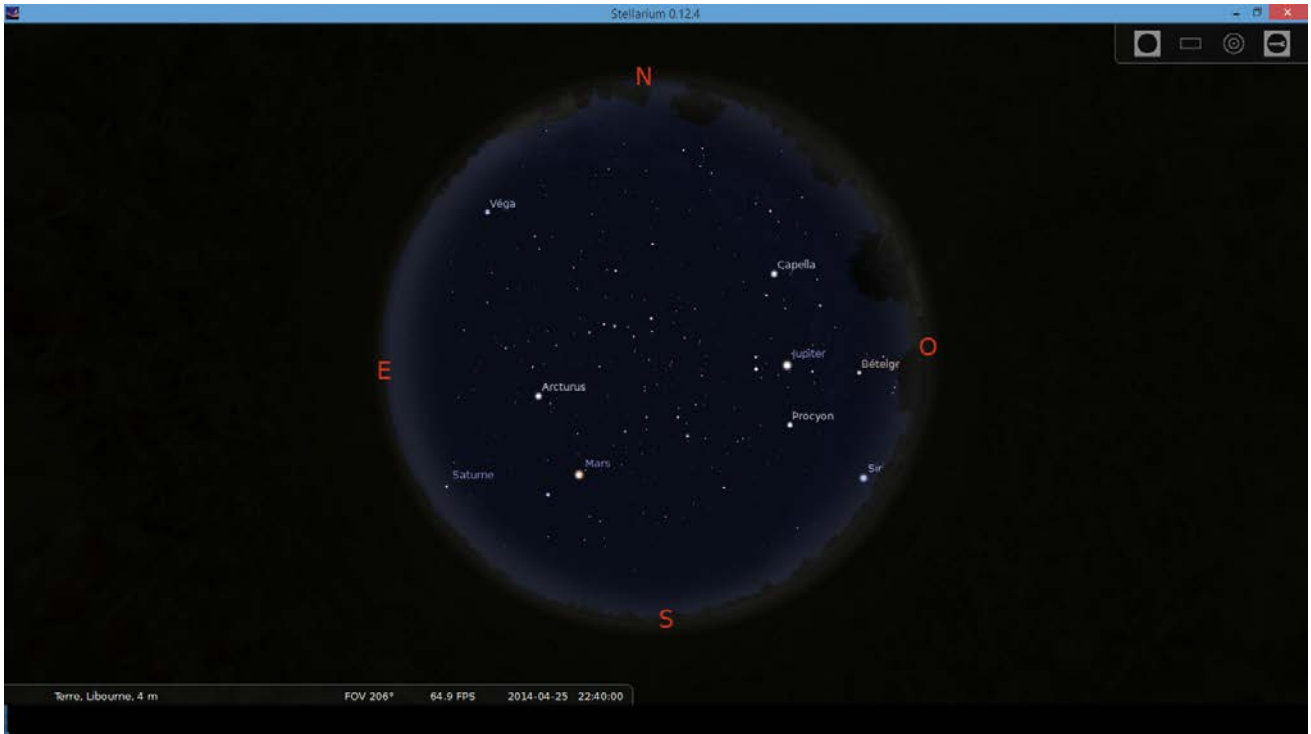 Stellarium 0.12.4
N
Véga
Capella
O
Jupiter
Bételge
E
Arcturus
Procyon
Mars
Sir
Saturne
S
Terre, Libourne, 4 m FOV 206° 64.9 FPS 2014-04-25 22:40:00